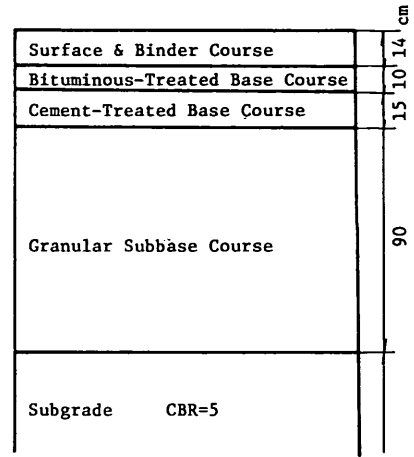 cm
Surface & Binder Course 14
Bituminous-Treated Base Course 10
Cement-Treated Base Course 15
Granular Subbase Course 90
Subgrade CBR=5